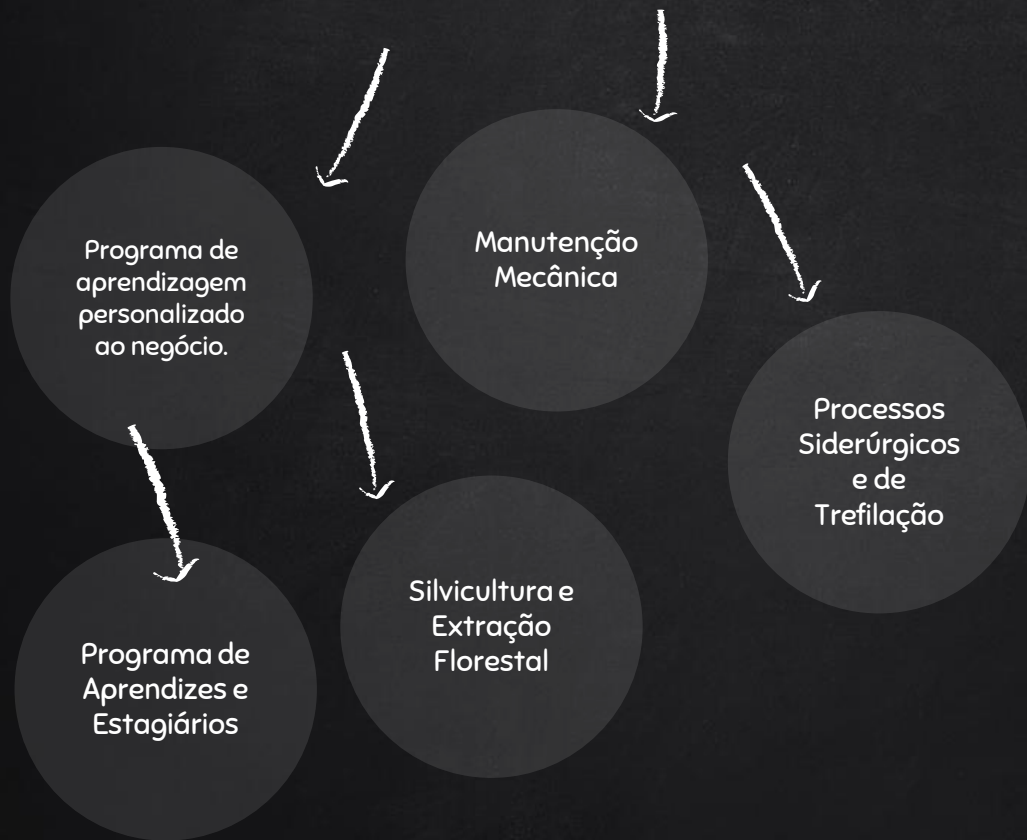 Programa de
aprendizagem
personalizado
ao negócio.
Manutenção
Mecânica
Processos
Siderúrgicos
e de
Trefilação
Silvicultura e
Extração
Florestal
Programa de
Aprendizes e
Estagiários